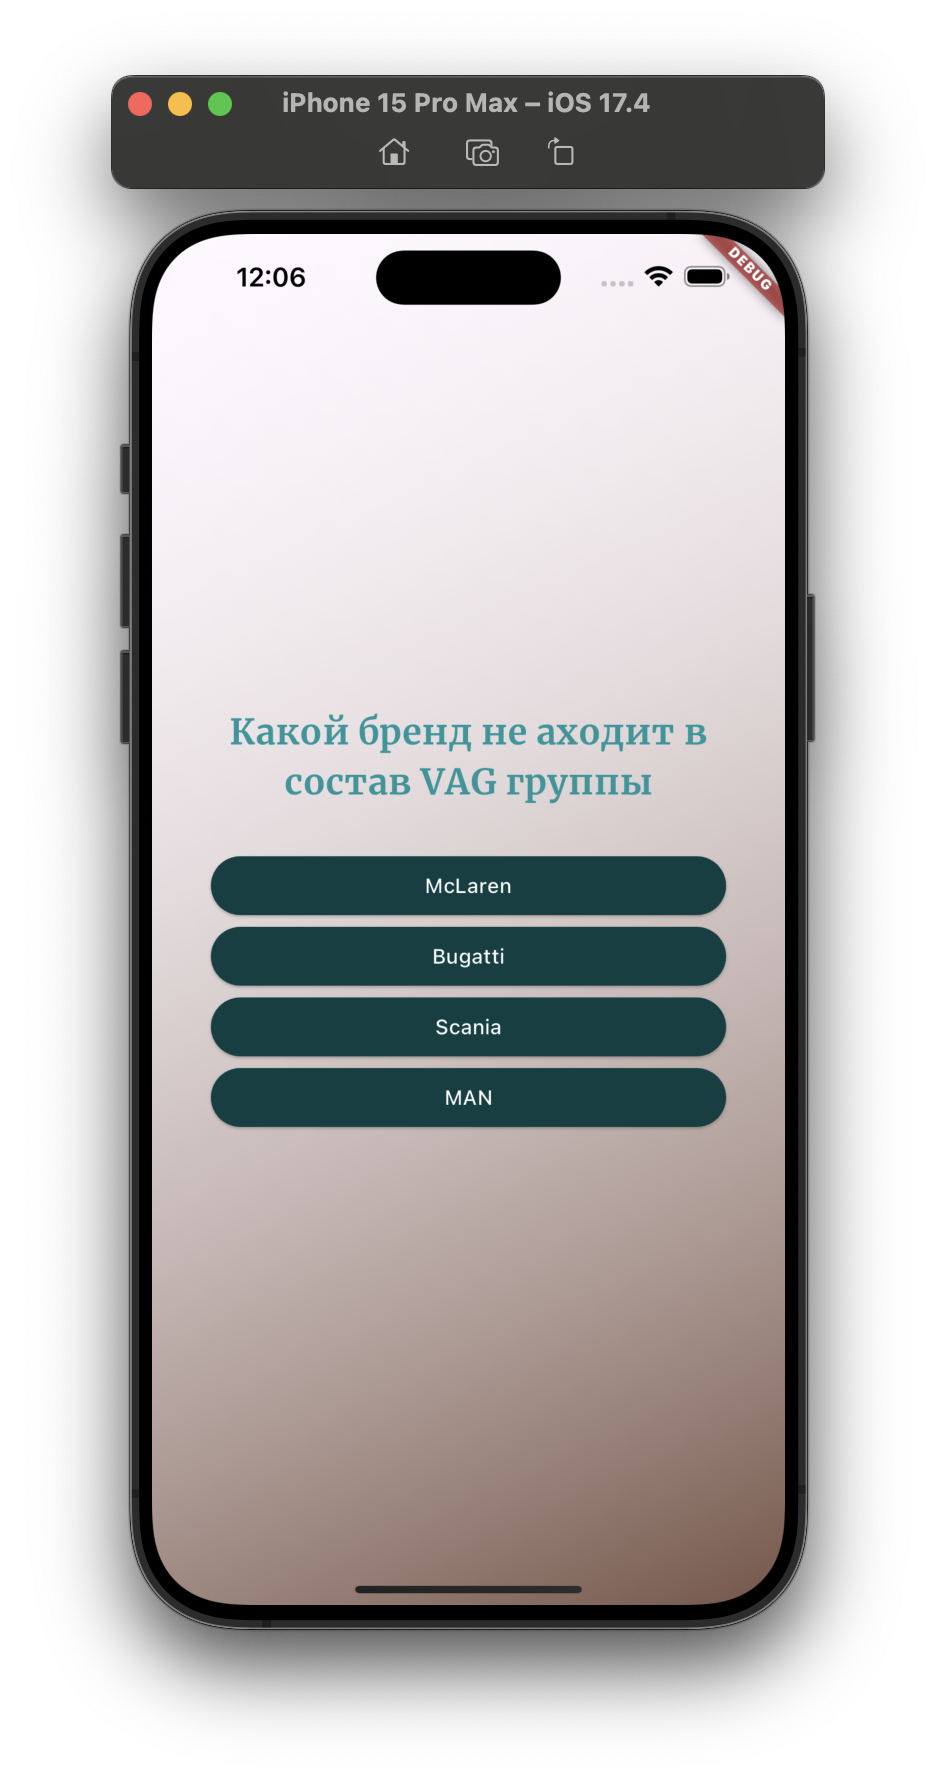 iPhone 15 Pro Max – iOS 17.4
12:06
DEBUG
Какой бренд не аходит в
состав VAG группы
McLaren
Bugatti
Scania
MAN